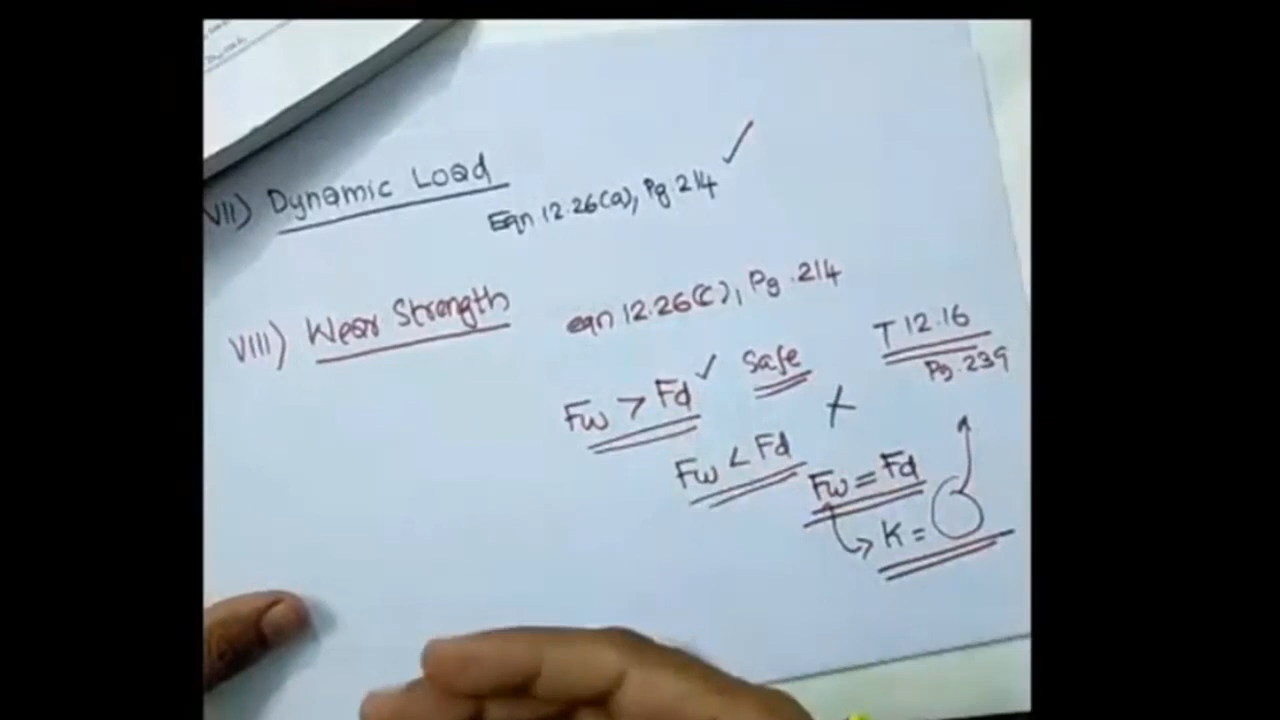 VII) Dynamic Load
Eqn 12.26(a), Pg.214 ✓
VIII) Wear Strength
eqn 12.26(c), Pg.214
T 12.16
Pg.239
Fw > Fd ✓ Safe
Fw < Fd ×
Fw = Fd
K =